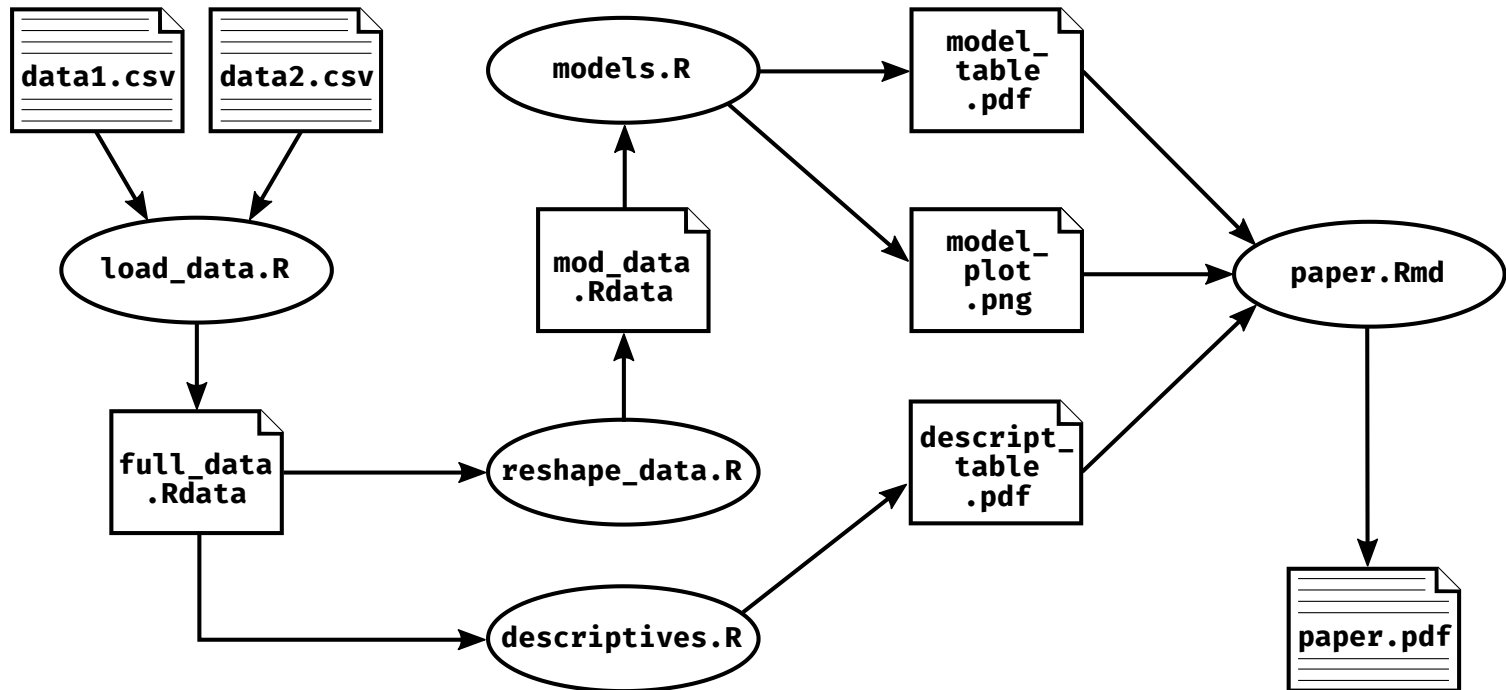 data1.csv
data2.csv
models.R
model_
table
.pdf
load_data.R
mod_data
.Rdata
model_
plot
.png
paper.Rmd
full_data
.Rdata
reshape_data.R
descript_
table
.pdf
descriptives.R
paper.pdf